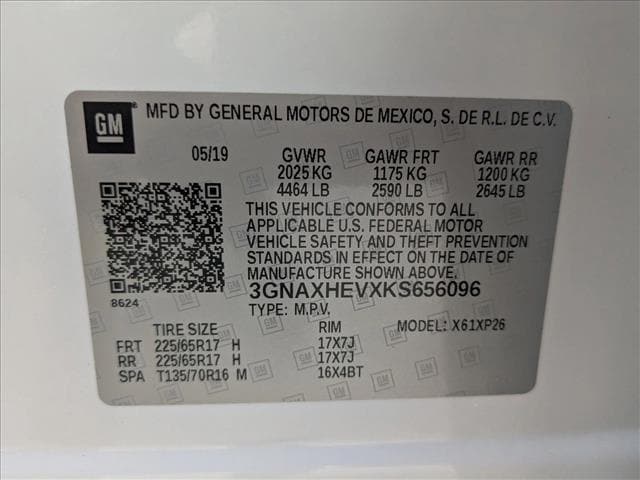 GM ® MFD BY GENERAL MOTORS DE MEXICO, S. DE R.L. DE C.V.
05/19 GVWR GAWR FRT GAWR RR
2025 KG 1175 KG 1200 KG
4464 LB 2590 LB 2645 LB
THIS VEHICLE CONFORMS TO ALL
APPLICABLE U.S. FEDERAL MOTOR
VEHICLE SAFETY AND THEFT PREVENTION
STANDARDS IN EFFECT ON THE DATE OF
MANUFACTURE SHOWN ABOVE.
8624
3GNAXHEVXKS656096
TYPE: M.P.V.
TIRE SIZE RIM MODEL: X61XP26
FRT 225/65R17 H 17X7J
RR 225/65R17 H 17X7J
SPA T135/70R16 M 16X4BT